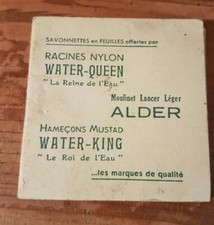 SAVONNETTES en FEUILLES offertes par
RACINES NYLON
WATER-QUEEN
"La Reine de l'Eau"
Moulinet Lancer Léger
ALDER
HAMEÇONS MUSTAD
WATER-KING
"Le Roi de l'Eau"
...les marques de qualité